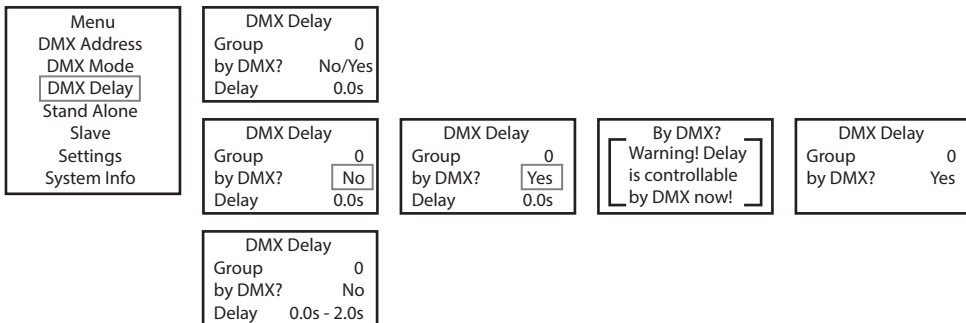 Menu
DMX Address
DMX Mode
DMX Delay
Stand Alone
Slave
Settings
System Info
DMX Delay
Group 0
by DMX? No/Yes
Delay 0.0s
DMX Delay
Group 0
by DMX? No
Delay 0.0s
DMX Delay
Group 0
by DMX? Yes
Delay 0.0s
By DMX?
Warning! Delay
is controllable
by DMX now!
DMX Delay
Group 0
by DMX? Yes
DMX Delay
Group 0
by DMX? No
Delay 0.0s - 2.0s